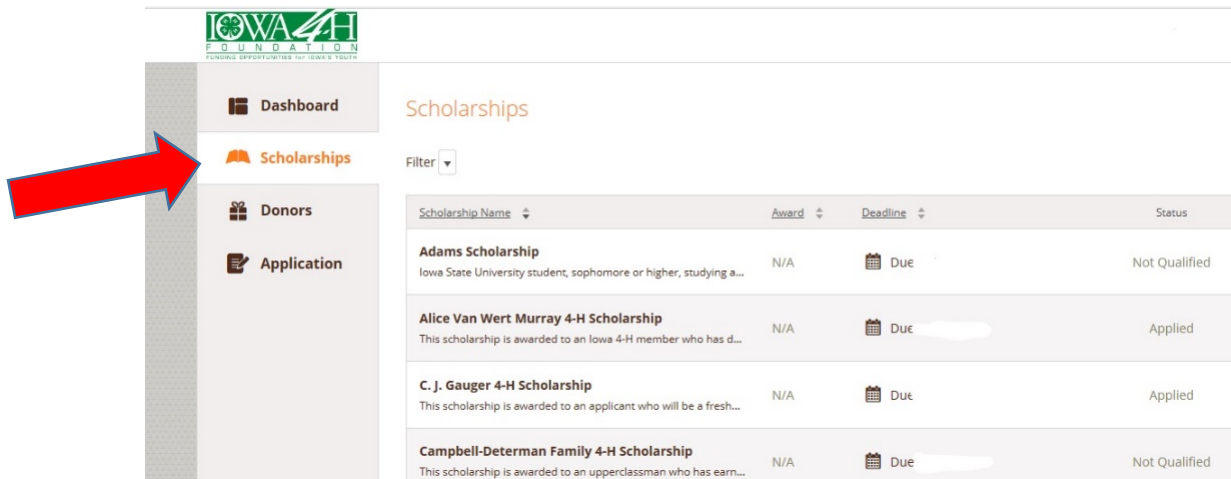 IOWA 4-H
FOUNDATION
FUNDING OPPORTUNITIES for IOWA'S YOUTH
Dashboard
Scholarships
Donors
Application
Scholarships
Filter
Scholarship Name Award Deadline Status
Adams Scholarship
Iowa State University student, sophomore or higher, studying a...
N/A Due Not Qualified
Alice Van Wert Murray 4-H Scholarship
This scholarship is awarded to an Iowa 4-H member who has d...
N/A Due Applied
C. J. Gauger 4-H Scholarship
This scholarship is awarded to an applicant who will be a fresh...
N/A Due Applied
Campbell-Determan Family 4-H Scholarship
This scholarship is awarded to an upperclassman who has earn...
N/A Due Not Qualified